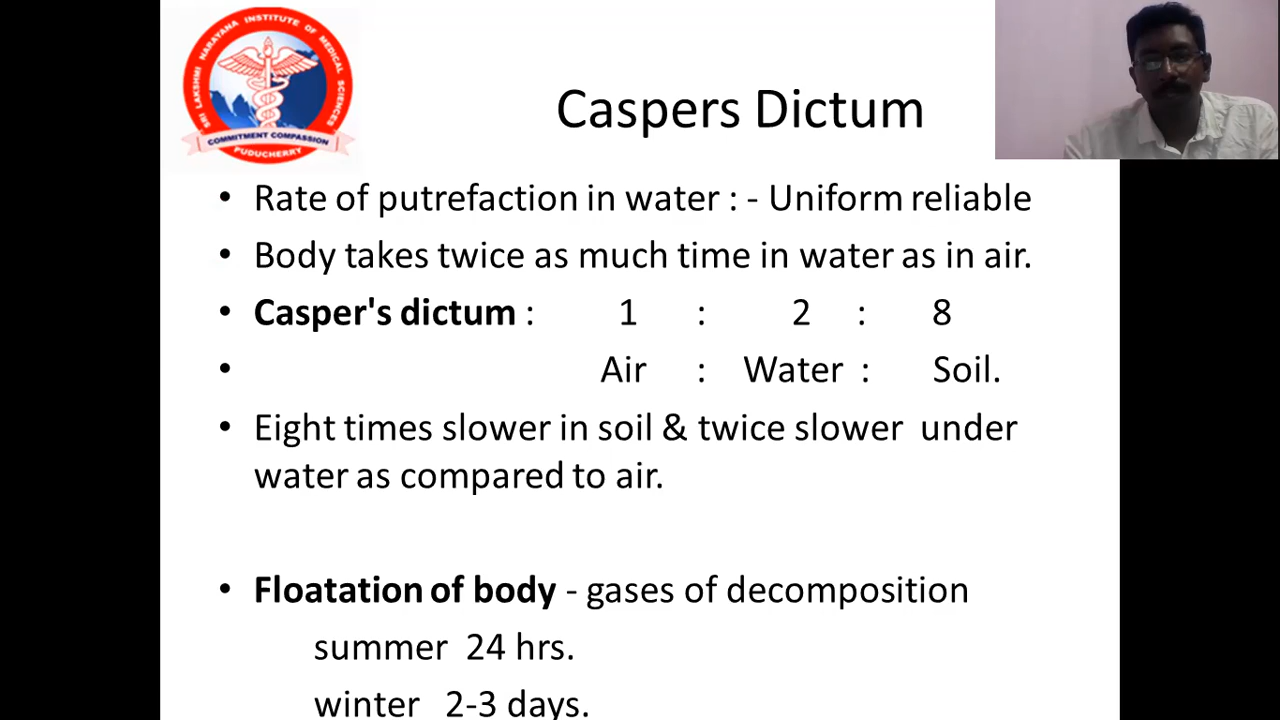 SRI LAKSHMI NARAYANA INSTITUTE OF MEDICAL SCIENCES
COMMITMENT COMPASSION
PUDUCHERRY
Caspers Dictum
• Rate of putrefaction in water : - Uniform reliable
• Body takes twice as much time in water as in air.
• Casper's dictum : 1 : 2 : 8
• Air : Water : Soil.
• Eight times slower in soil & twice slower under
water as compared to air.
• Floatation of body - gases of decomposition
summer 24 hrs.
winter 2-3 days.